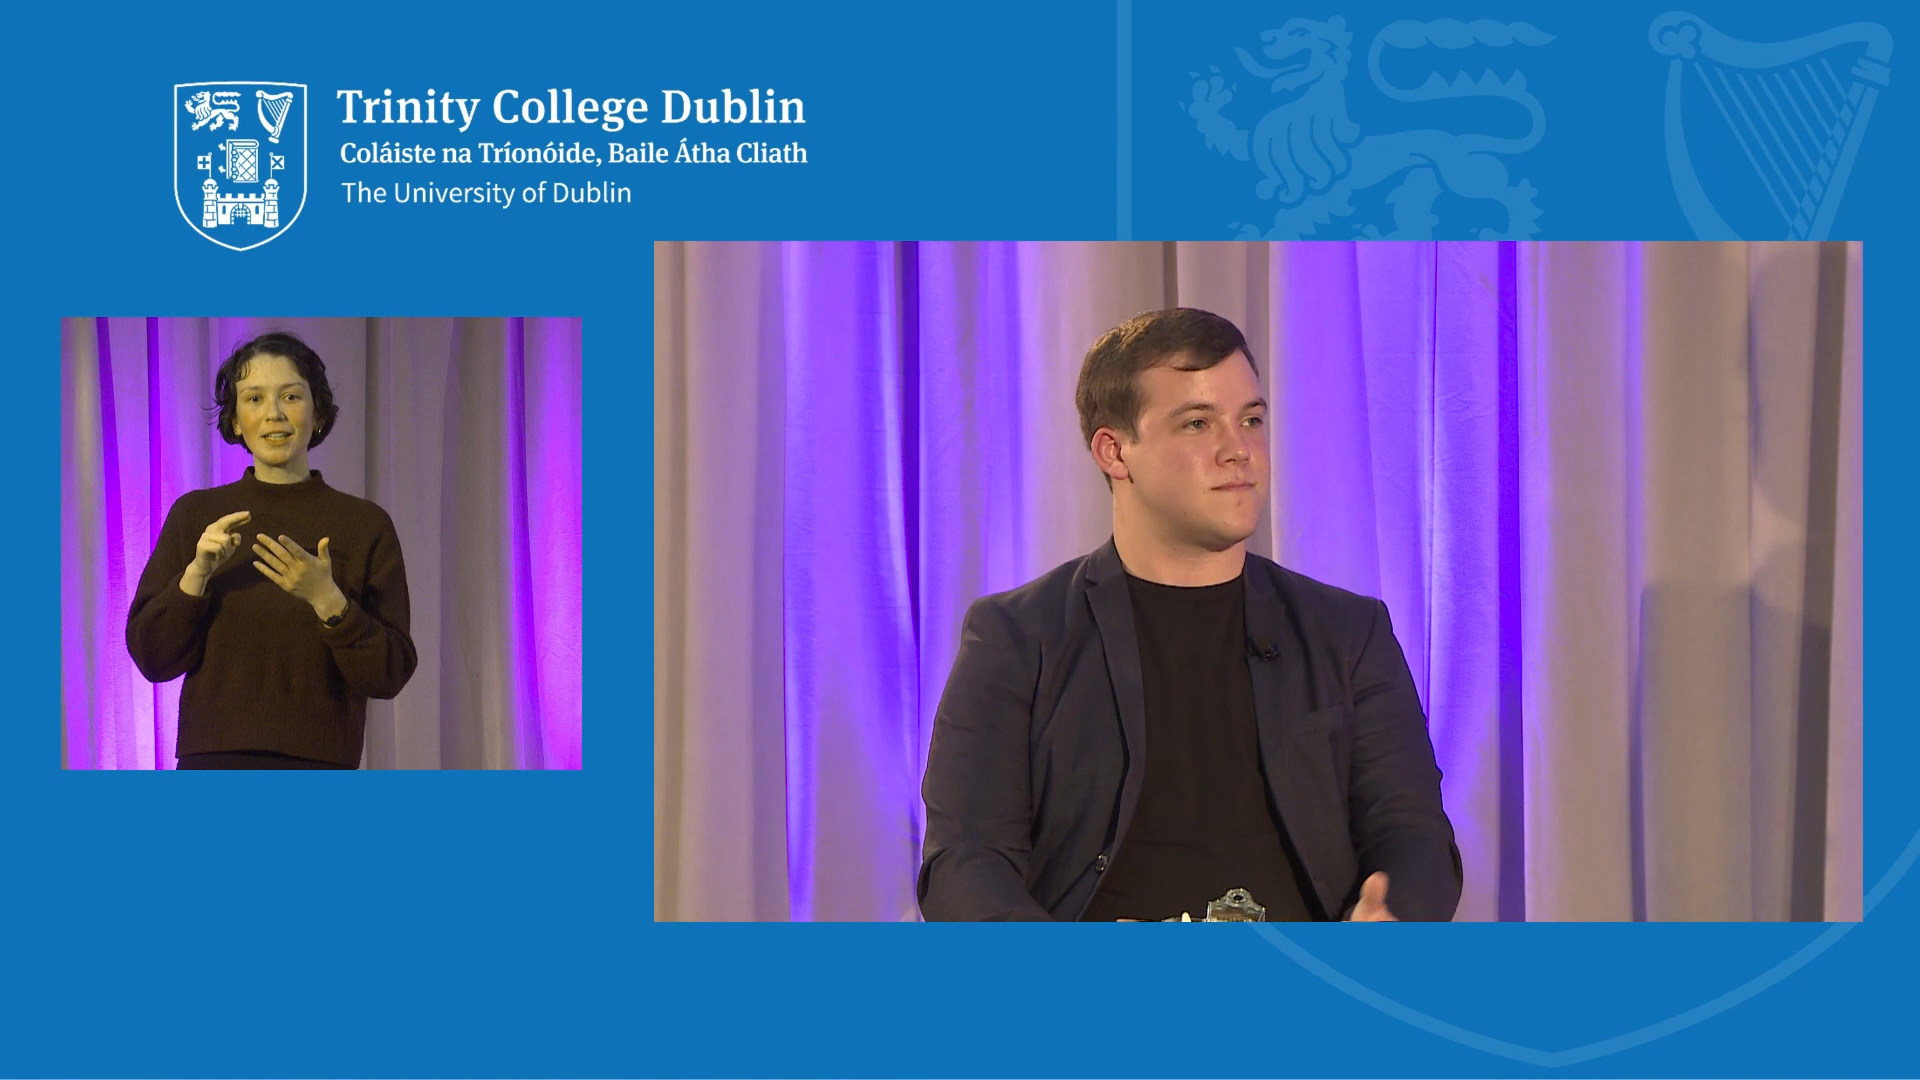 Trinity College Dublin
Coláiste na Tríonóide, Baile Átha Cliath
The University of Dublin